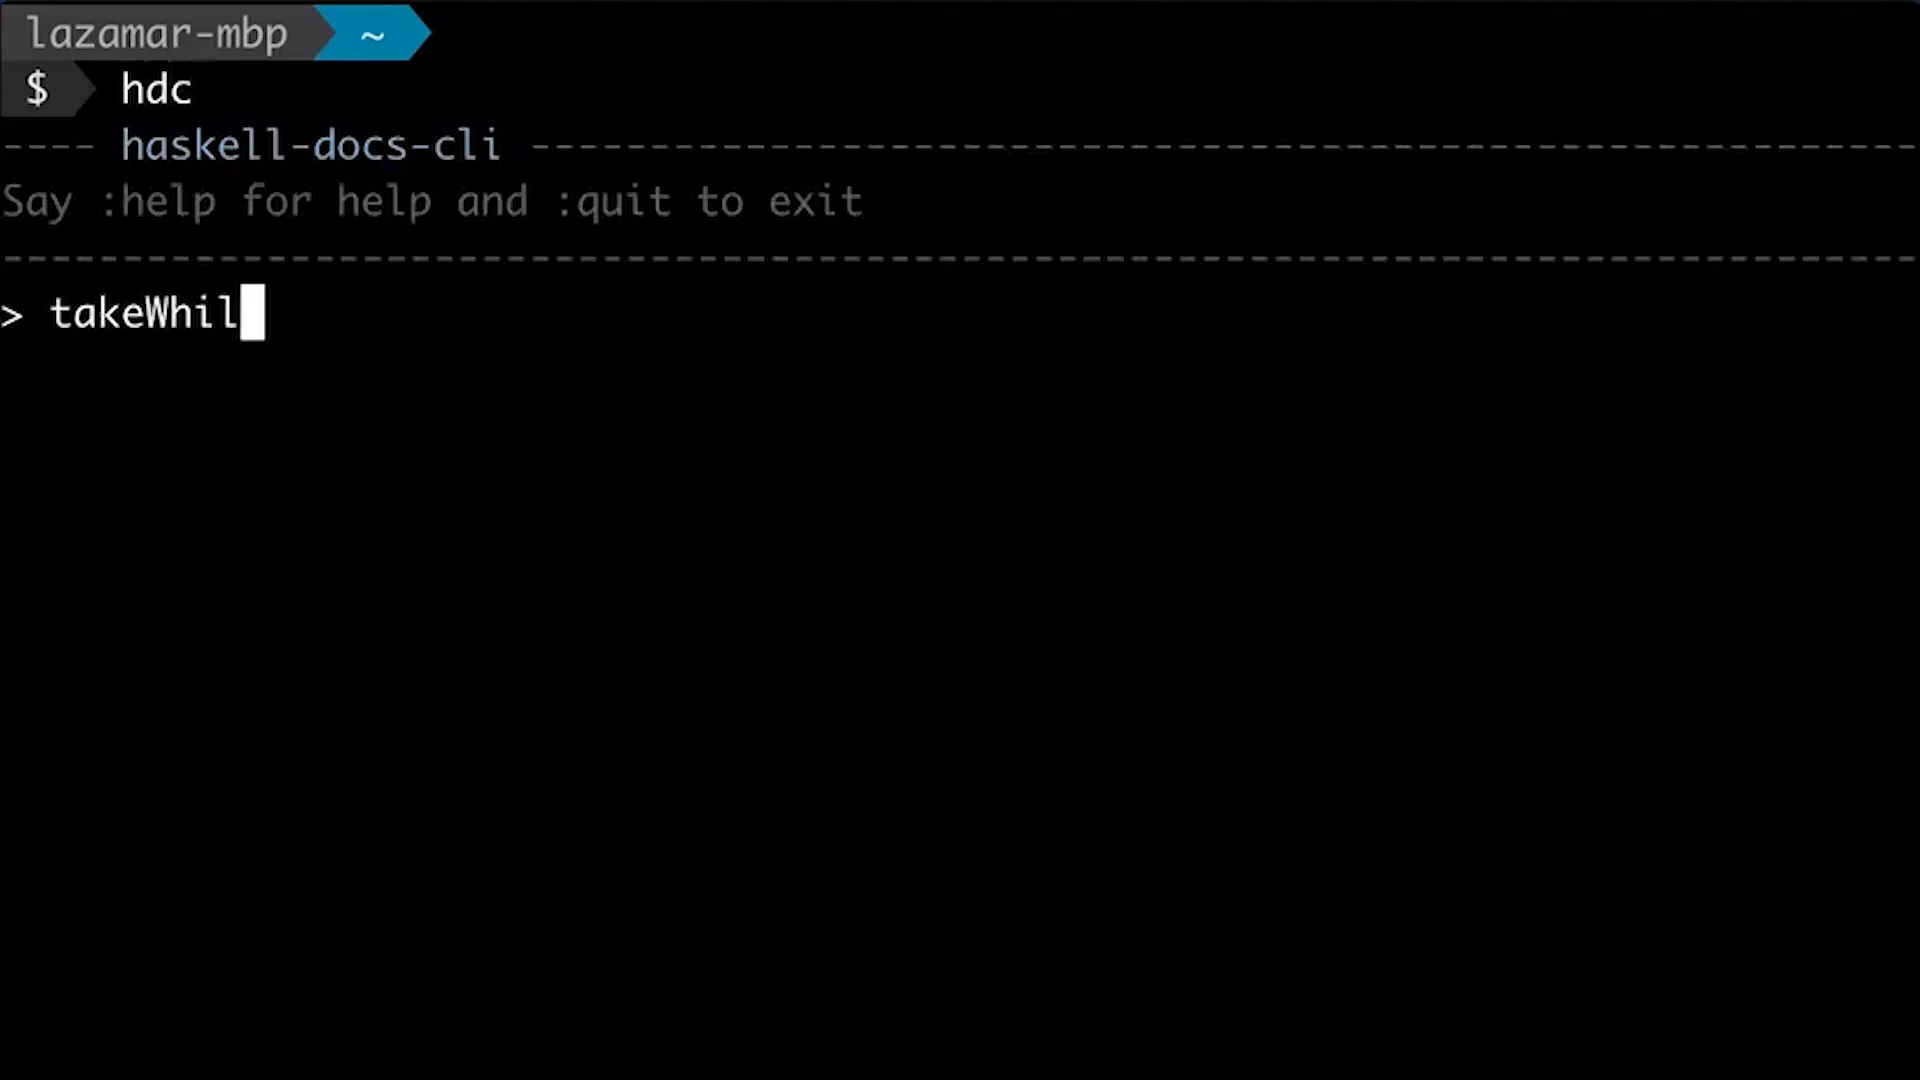 lazamar-mbp ~
$ hdc
---- haskell-docs-cli ----------------------------------------------------------
Say :help for help and :quit to exit
--------------------------------------------------------------------------------
> takeWhil